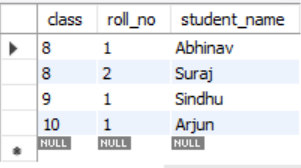 class roll_no student_name
8 1 Abhinav
8 2 Suraj
9 1 Sindhu
10 1 Arjun
NULL NULL NULL